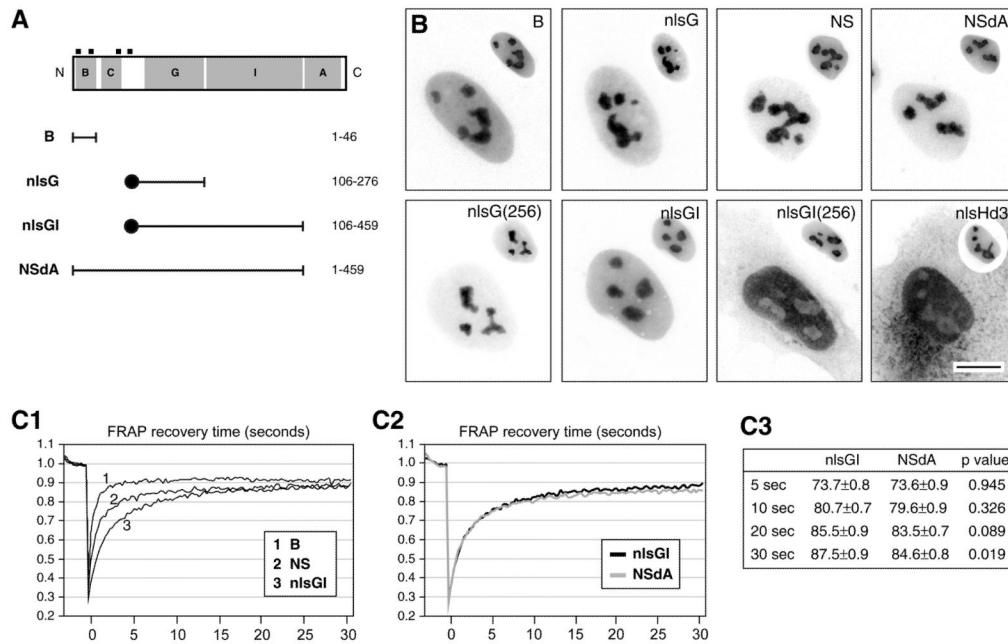 A
N B C G I A C
B 1-46
nlsG 106-276
nlsGI 106-459
NSdA 1-459
B
B nlsG NS NSdA
nlsG(256) nlsGI nlsGI(256) nlsHd3
C1
FRAP recovery time (seconds)
1.1
1.0
0.9
0.8
0.7
0.6
0.5
0.4
0.3
0.2
1
2
3
1 B
2 NS
3 nlsGI
0 5 10 15 20 25 30
C2
FRAP recovery time (seconds)
1.1
1.0
0.9
0.8
0.7
0.6
0.5
0.4
0.3
0.2
nlsGI
NSdA
0 5 10 15 20 25 30
C3
nlsGI NSdA p value
5 sec 73.7±0.8 73.6±0.9 0.945
10 sec 80.7±0.7 79.6±0.9 0.326
20 sec 85.5±0.9 83.5±0.7 0.089
30 sec 87.5±0.9 84.6±0.8 0.019